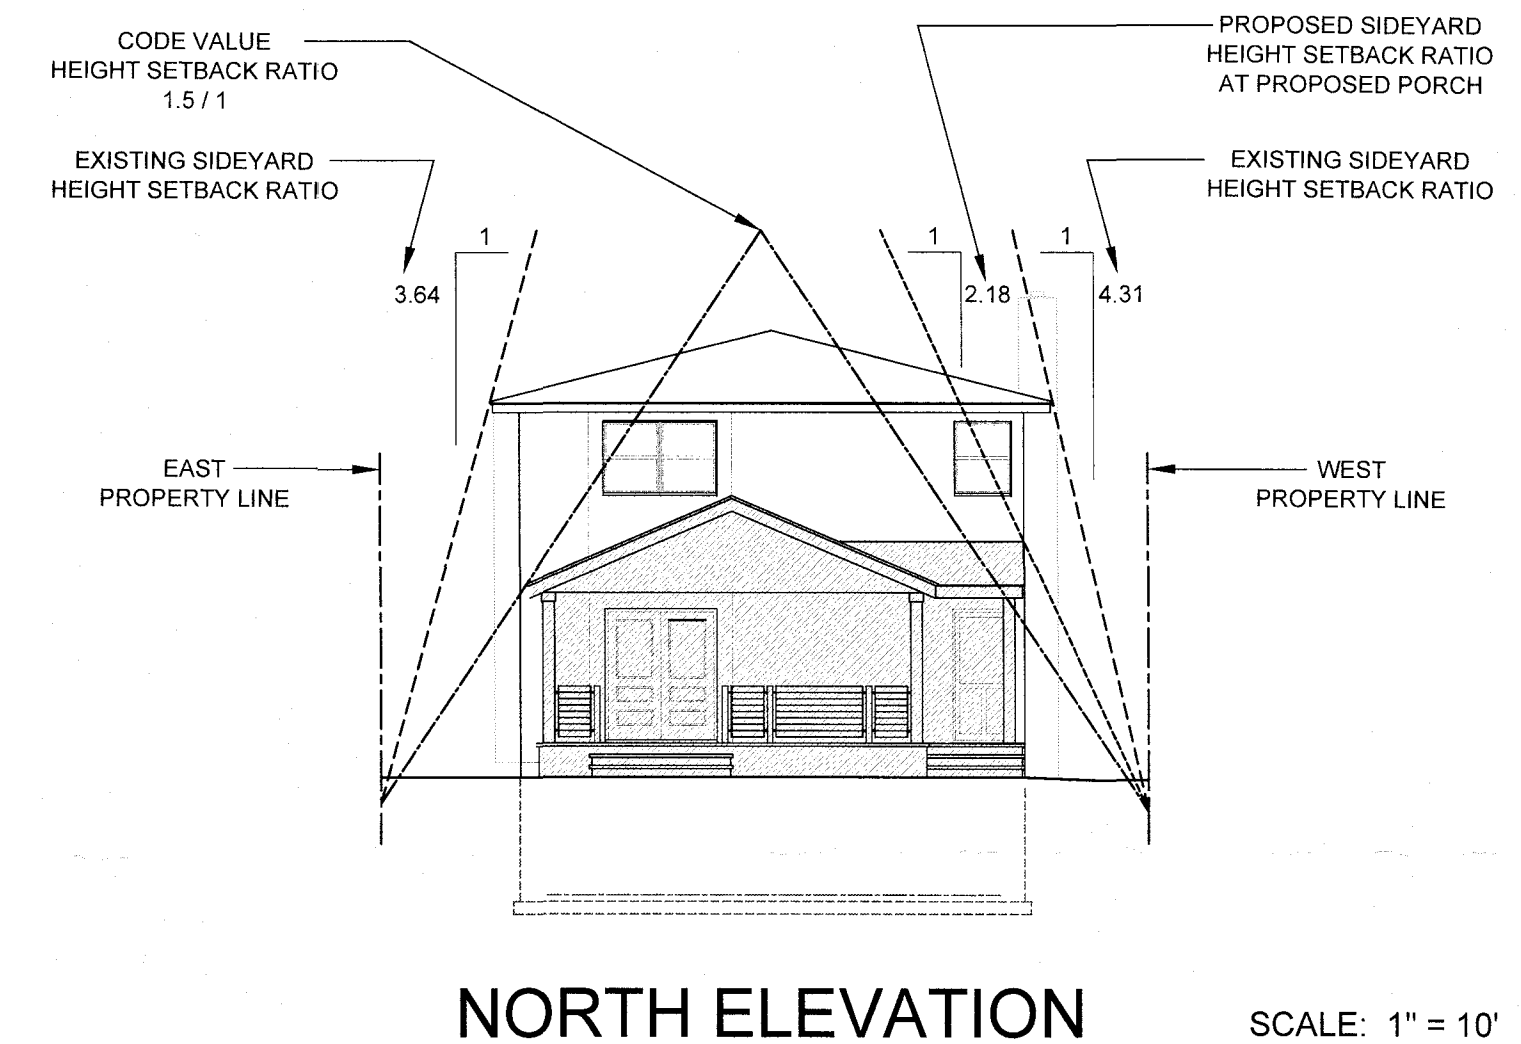 CODE VALUE
HEIGHT SETBACK RATIO
1.5 / 1
PROPOSED SIDEYARD
HEIGHT SETBACK RATIO
AT PROPOSED PORCH
EXISTING SIDEYARD
HEIGHT SETBACK RATIO
EXISTING SIDEYARD
HEIGHT SETBACK RATIO
1
3.64
1
2.18
1
4.31
EAST
PROPERTY LINE
WEST
PROPERTY LINE
NORTH ELEVATION
SCALE: 1" = 10'